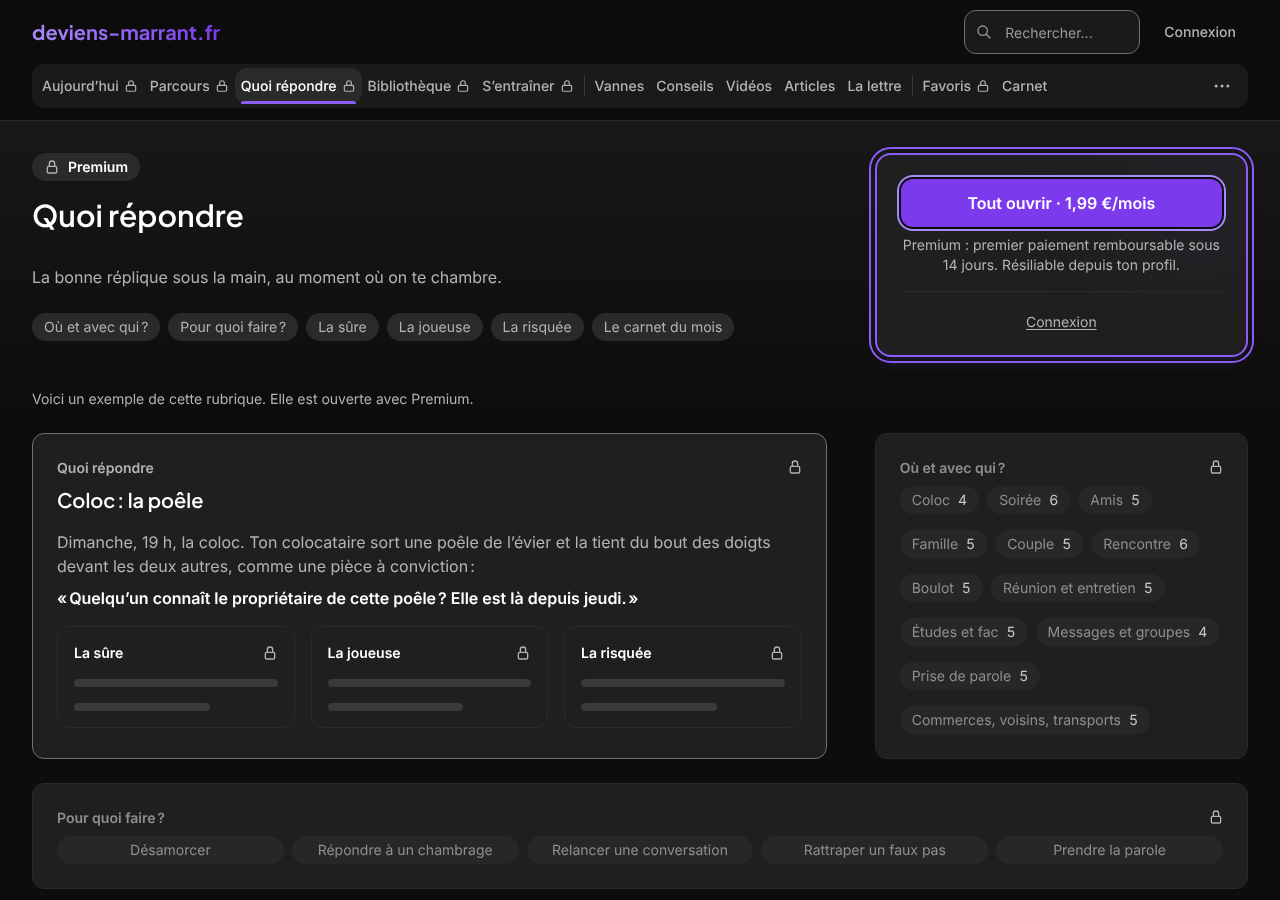 deviens-marrant.fr
Rechercher...
Connexion
Aujourd’hui Parcours Quoi répondre Bibliothèque S’entraîner Vannes Conseils Vidéos Articles La lettre Favoris Carnet
Premium
Quoi répondre
La bonne réplique sous la main, au moment où on te chambre.
Où et avec qui ? Pour quoi faire ? La sûre La joueuse La risquée Le carnet du mois
Tout ouvrir · 1,99 €/mois
Premium : premier paiement remboursable sous
14 jours. Résiliable depuis ton profil.
Connexion
Voici un exemple de cette rubrique. Elle est ouverte avec Premium.
Quoi répondre
Coloc : la poêle
Dimanche, 19 h, la coloc. Ton colocataire sort une poêle de l’évier et la tient du bout des doigts
devant les deux autres, comme une pièce à conviction :
« Quelqu’un connaît le propriétaire de cette poêle ? Elle est là depuis jeudi. »
La sûre
La joueuse
La risquée
Où et avec qui ?
Coloc 4 Soirée 6 Amis 5
Famille 5 Couple 5 Rencontre 6
Boulot 5 Réunion et entretien 5
Études et fac 5 Messages et groupes 4
Prise de parole 5
Commerces, voisins, transports 5
Pour quoi faire ?
Désamorcer Répondre à un chambrage Relancer une conversation Rattraper un faux pas Prendre la parole